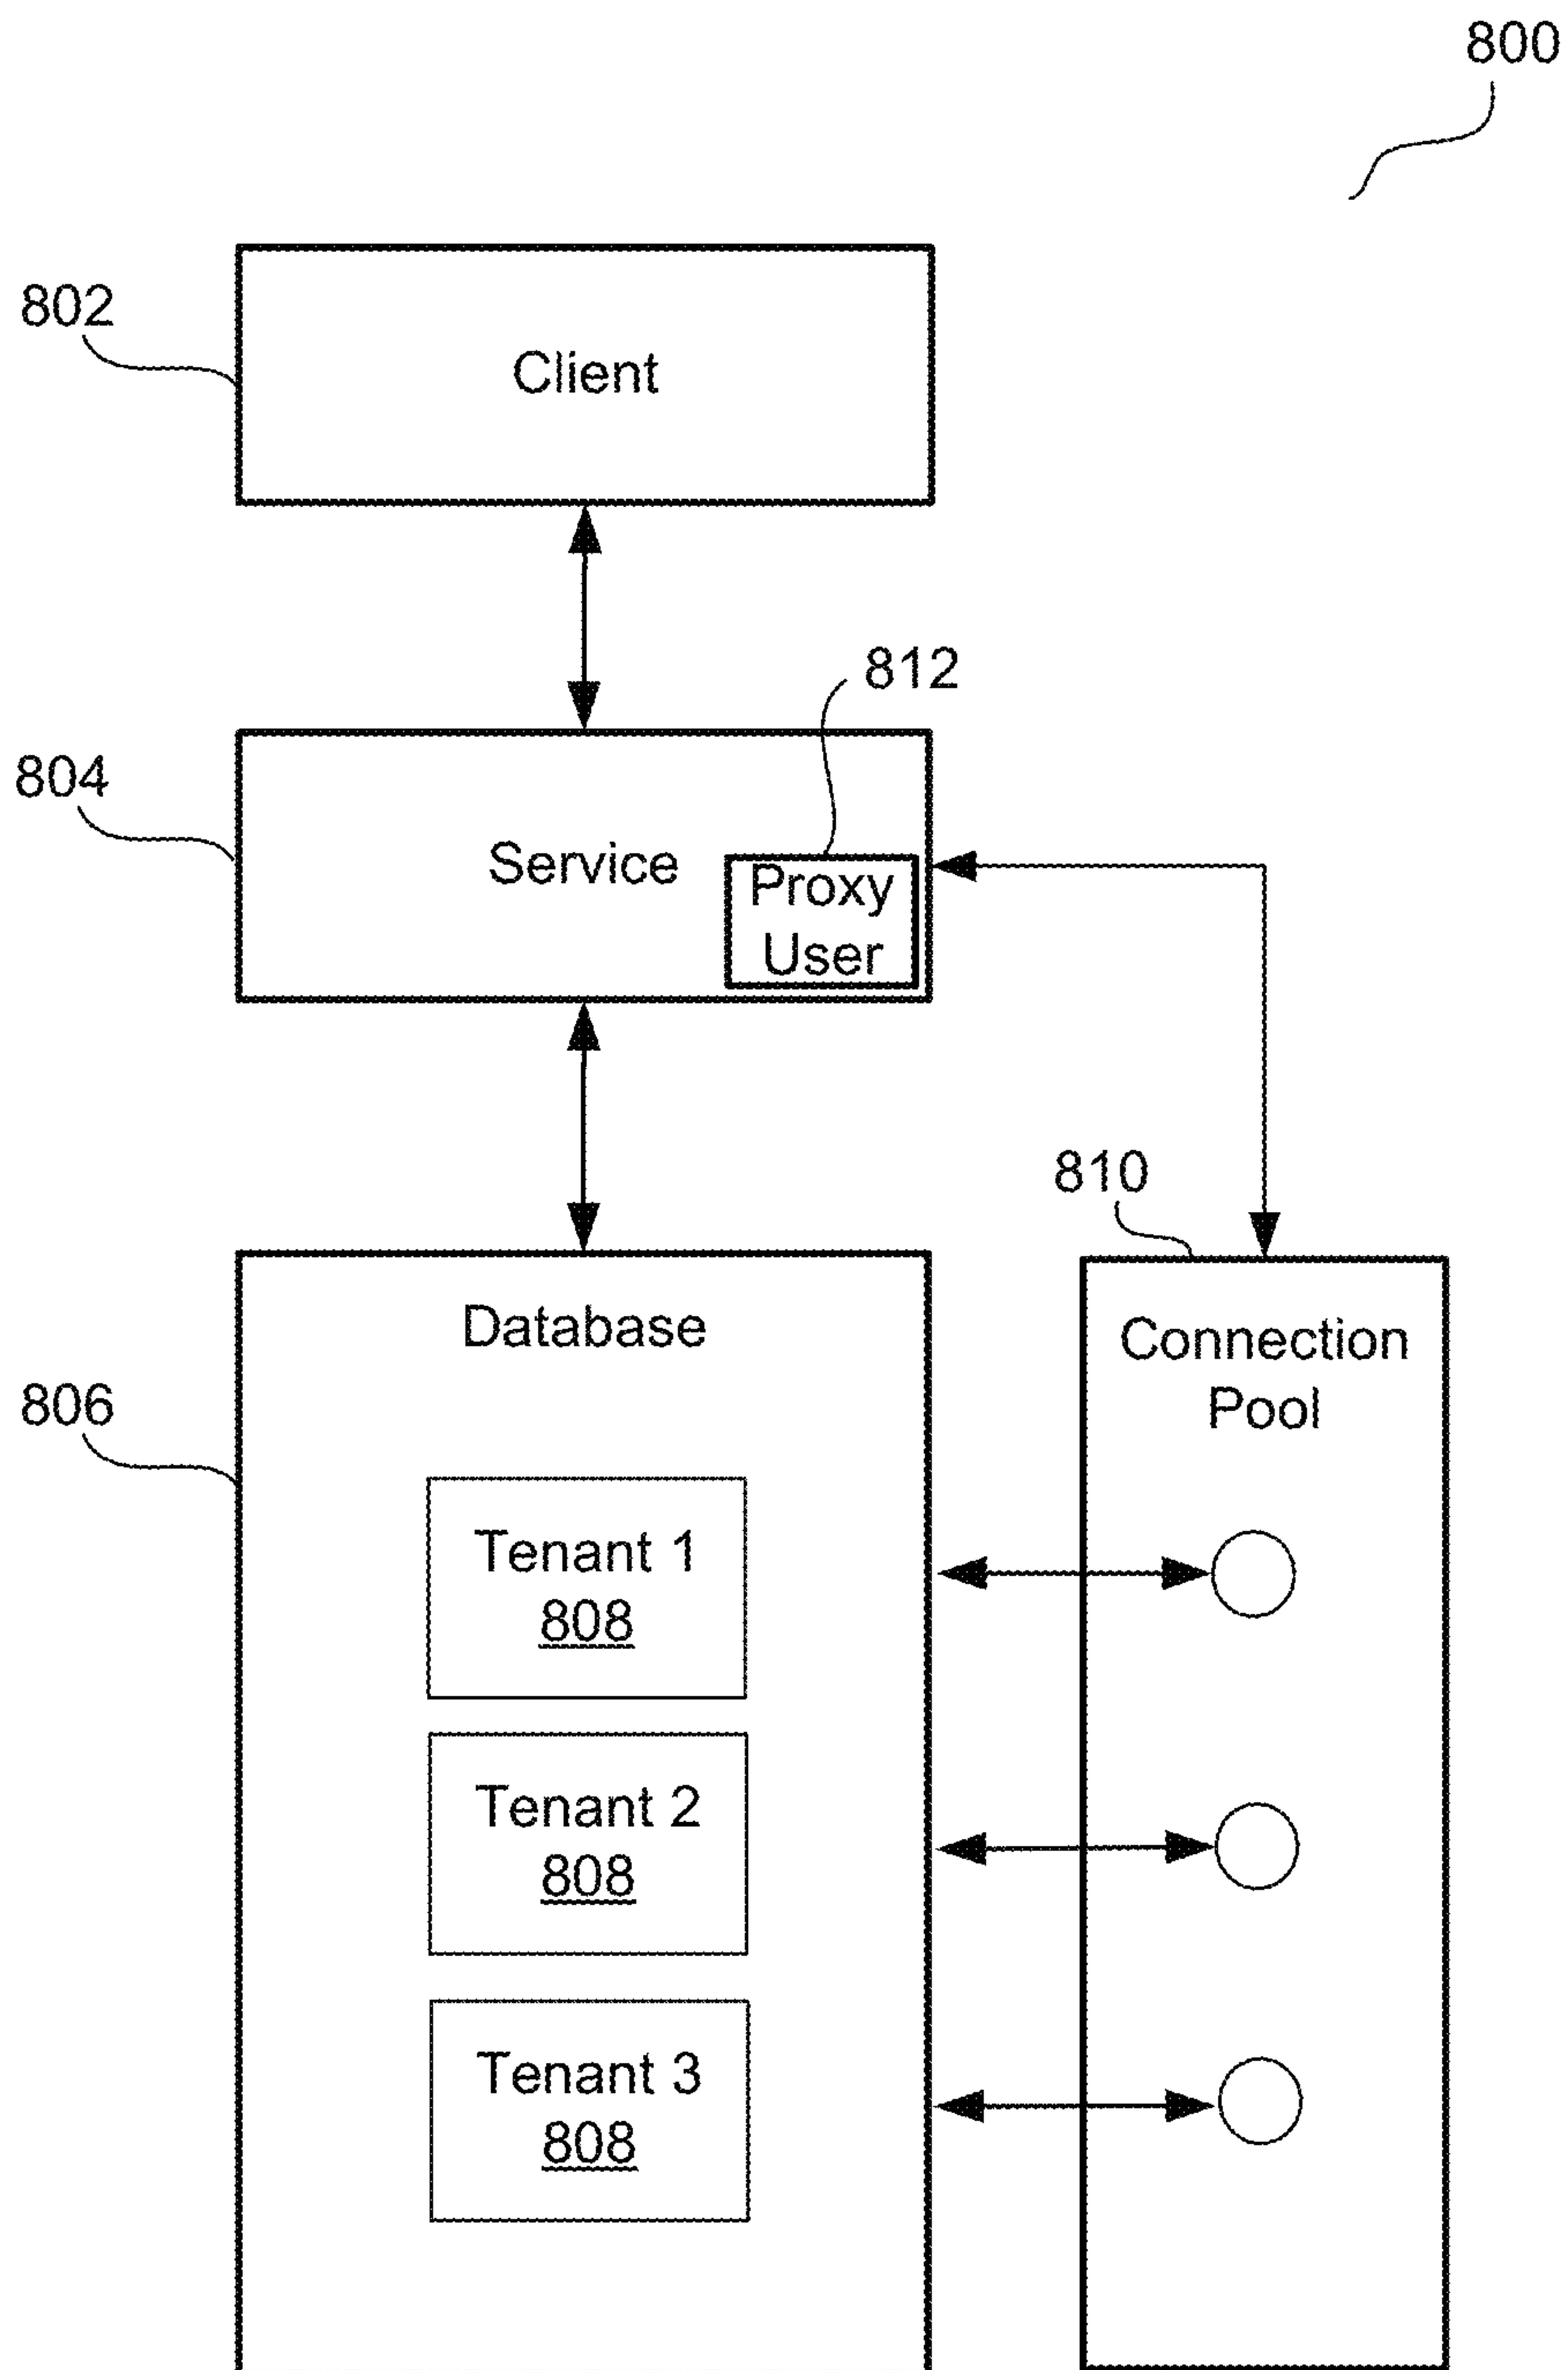 800
802
Client
812
804
Service
Proxy
User
810
Database
Connection
Pool
806
Tenant 1
808
Tenant 2
808
Tenant 3
808